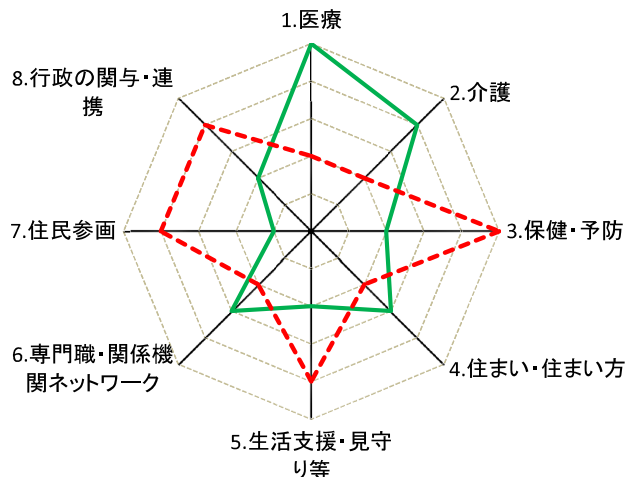 1.医療
2.介護
3.保健・予防
4.住まい・住まい方
5.生活支援・見守
り等
6.専門職・関係機
関ネットワーク
7.住民参画
8.行政の関与・連
携